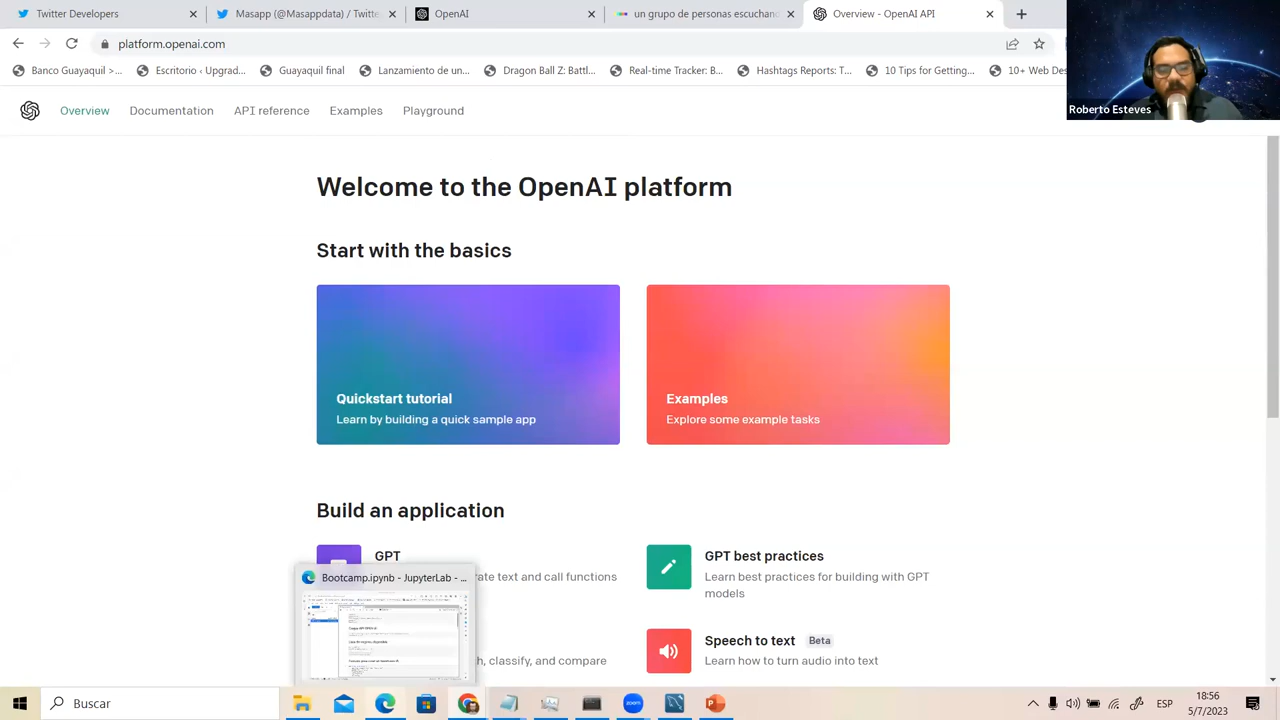 Twitter Developers
Masapp (@Masappdata) / Twitte
OpenAI
un grupo de personas escuchand
Overview - OpenAI API
platform.openai.com
Banco Guayaquil >...
Escritorio (Upgrad...
Guayaquil final
Lanzamiento de un...
Dragon Ball Z: Battl...
Real-time Tracker: B...
Hashtags Reports: T...
10 Tips for Getting...
10+ Web Des
Roberto Esteves
Overview
Documentation
API reference
Examples
Playground
Welcome to the OpenAI platform
Start with the basics
Quickstart tutorial
Learn by building a quick sample app
Examples
Explore some example tasks
Build an application
GPT
rate text and call functions
GPT best practices
Learn best practices for building with GPT
models
Bootcamp.ipynb - JupyterLab - ...
Speech to text Beta
h, classify, and compare
Learn how to turn audio into text
Buscar
ESP
18:56
5/7/2023